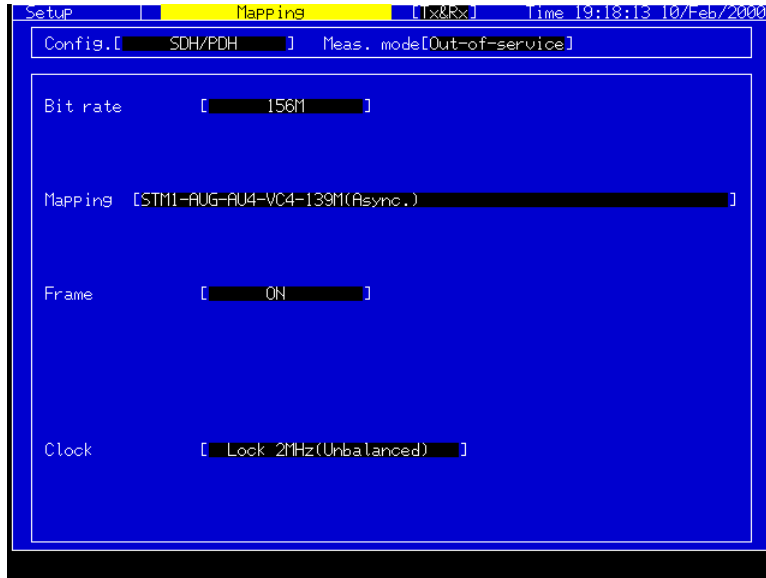 Setup | Mapping [Tx&Rx] Time 19:18:13 10/Feb/2000
Config.[ SDH/PDH ] Meas. mode[Out-of-service]
Bit rate [ 156M ]
Mapping [STM1-AUG-AU4-VC4-139M(Async.) ]
Frame [ ON ]
Clock [ Lock 2MHz(Unbalanced) ]